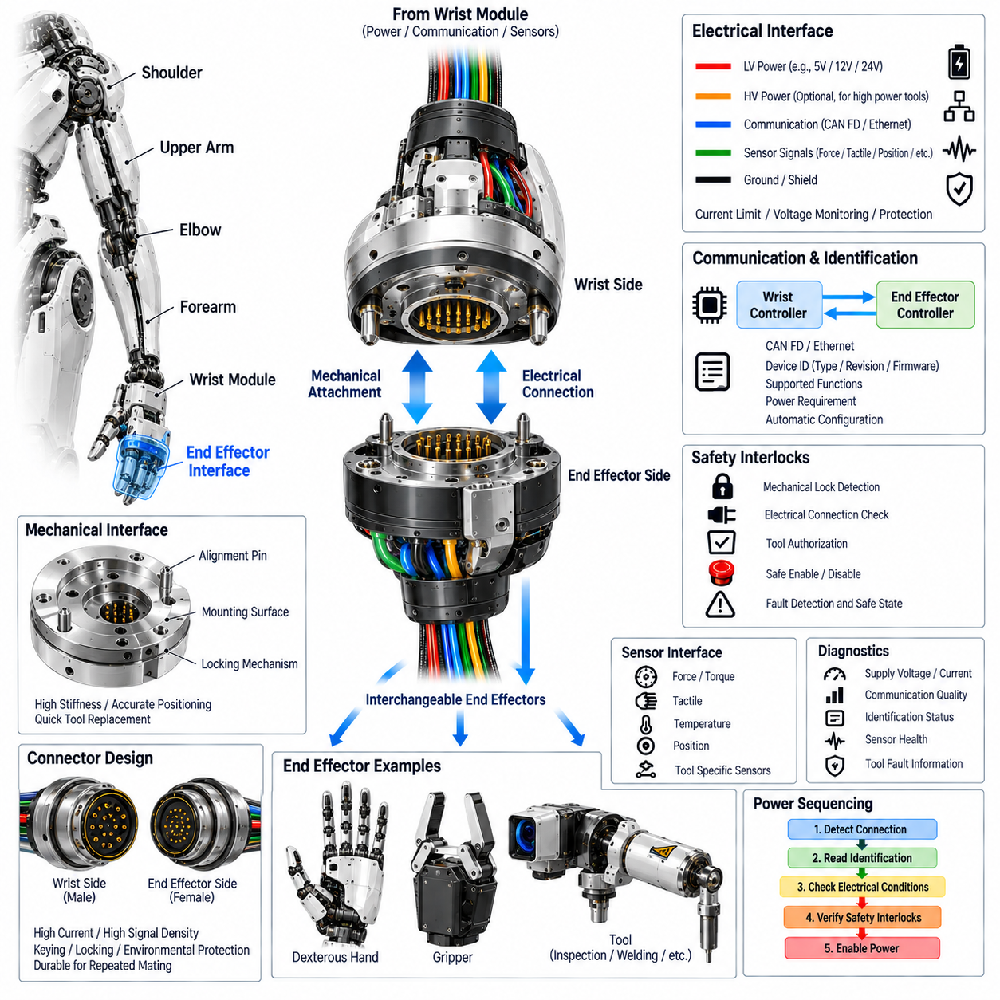 From Wrist Module
(Power / Communication / Sensors)
Shoulder
Upper Arm
Elbow
Forearm
Wrist Module
End Effector
Interface
Wrist Side
Mechanical
Attachment
Electrical
Connection
End Effector Side
Interchangeable End Effectors
Electrical Interface
LV Power (e.g., 5V / 12V / 24V)
HV Power (Optional, for high power tools)
Communication (CAN FD / Ethernet)
Sensor Signals (Force / Tactile / Position / etc.)
Ground / Shield
Current Limit / Voltage Monitoring / Protection
Communication & Identification
Wrist
Controller
End Effector
Controller
CAN FD / Ethernet
Device ID (Type / Revision / Firmware)
Supported Functions
Power Requirement
Automatic Configuration
Safety Interlocks
Mechanical Lock Detection
Electrical Connection Check
Tool Authorization
Safe Enable / Disable
Fault Detection and Safe State
Mechanical Interface
Alignment Pin
Mounting Surface
Locking Mechanism
High Stiffness / Accurate Positioning
Quick Tool Replacement
Sensor Interface
Force / Torque
Tactile
Temperature
Position
Tool Specific Sensors
Diagnostics
Supply Voltage / Current
Communication Quality
Identification Status
Sensor Health
Tool Fault Information
Connector Design
Wrist Side
(Male)
End Effector Side
(Female)
High Current / High Signal Density
Keying / Locking / Environmental Protection
Durable for Repeated Mating
End Effector Examples
Dexterous Hand
Gripper
Tool
(Inspection / Welding / etc.)
Power Sequencing
1. Detect Connection
2. Read Identification
3. Check Electrical Conditions
4. Verify Safety Interlocks
5. Enable Power